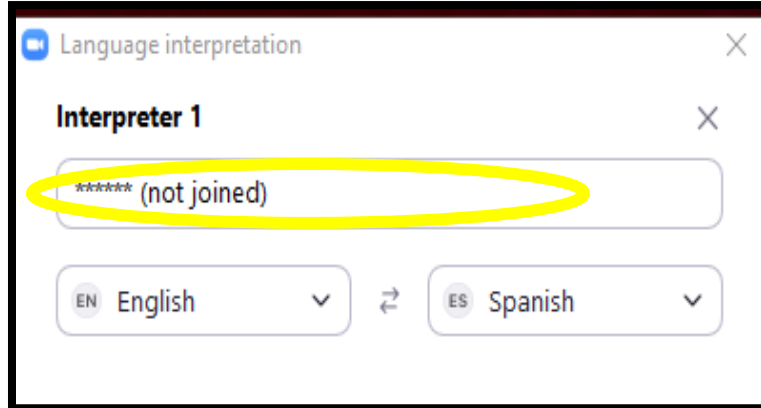 Language interpretation
Interpreter 1
****** (not joined)
EN English ES Spanish